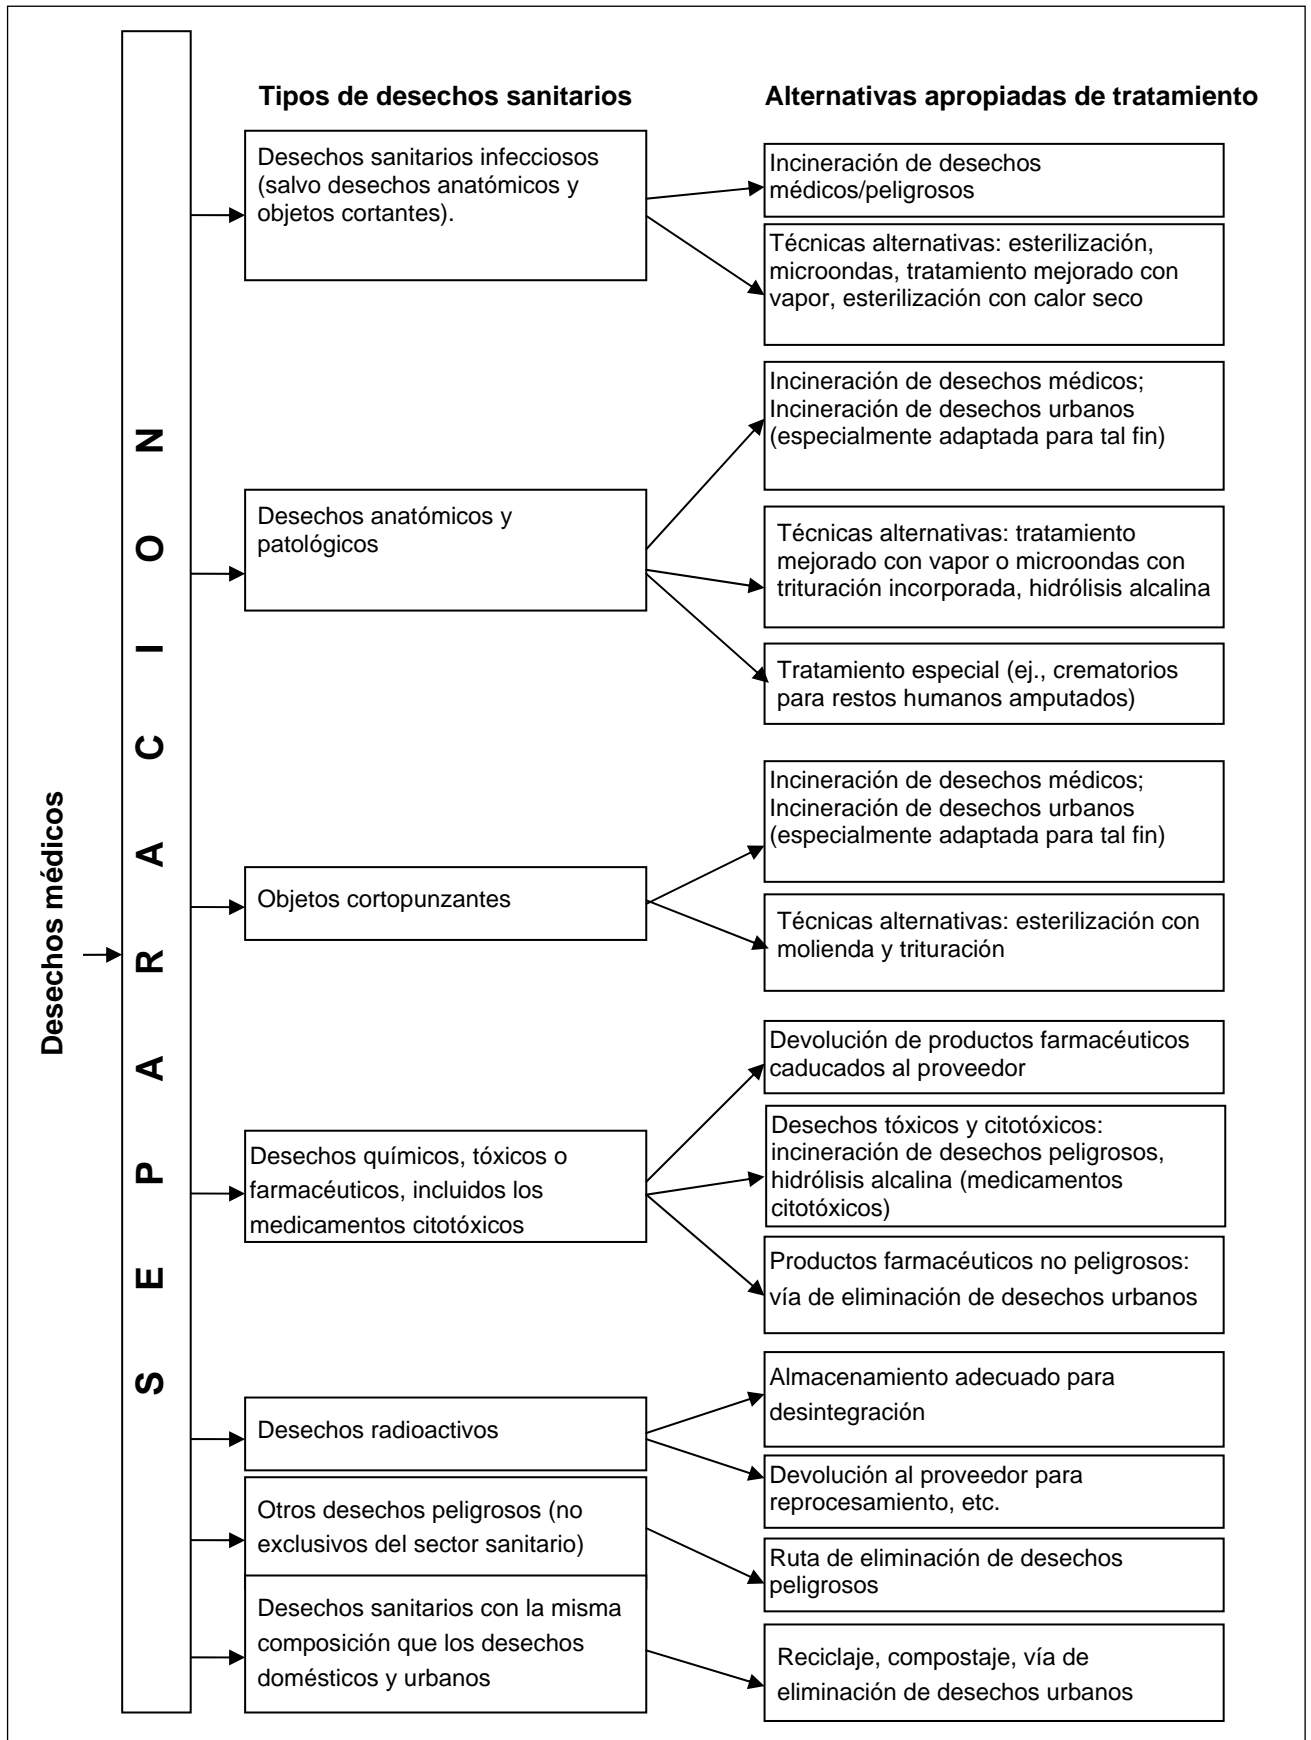 Tipos de desechos sanitarios
Alternativas apropiadas de tratamiento
Desechos médicos
SEPARACION
Desechos sanitarios infecciosos
(salvo desechos anatómicos y
objetos cortantes).
Incineración de desechos
médicos/peligrosos
Técnicas alternativas: esterilización,
microondas, tratamiento mejorado con
vapor, esterilización con calor seco
Desechos anatómicos y
patológicos
Incineración de desechos médicos;
Incineración de desechos urbanos
(especialmente adaptada para tal fin)
Técnicas alternativas: tratamiento
mejorado con vapor o microondas con
trituración incorporada, hidrólisis alcalina
Tratamiento especial (ej., crematorios
para restos humanos amputados)
Objetos cortopunzantes
Incineración de desechos médicos;
Incineración de desechos urbanos
(especialmente adaptada para tal fin)
Técnicas alternativas: esterilización con
molienda y trituración
Desechos químicos, tóxicos o
farmacéuticos, incluidos los
medicamentos citotóxicos
Devolución de productos farmacéuticos
caducados al proveedor
Desechos tóxicos y citotóxicos:
incineración de desechos peligrosos,
hidrólisis alcalina (medicamentos
citotóxicos)
Productos farmacéuticos no peligrosos:
vía de eliminación de desechos urbanos
Desechos radioactivos
Almacenamiento adecuado para
desintegración
Devolución al proveedor para
reprocesamiento, etc.
Otros desechos peligrosos (no
exclusivos del sector sanitario)
Ruta de eliminación de desechos
peligrosos
Desechos sanitarios con la misma
composición que los desechos
domésticos y urbanos
Reciclaje, compostaje, vía de
eliminación de desechos urbanos